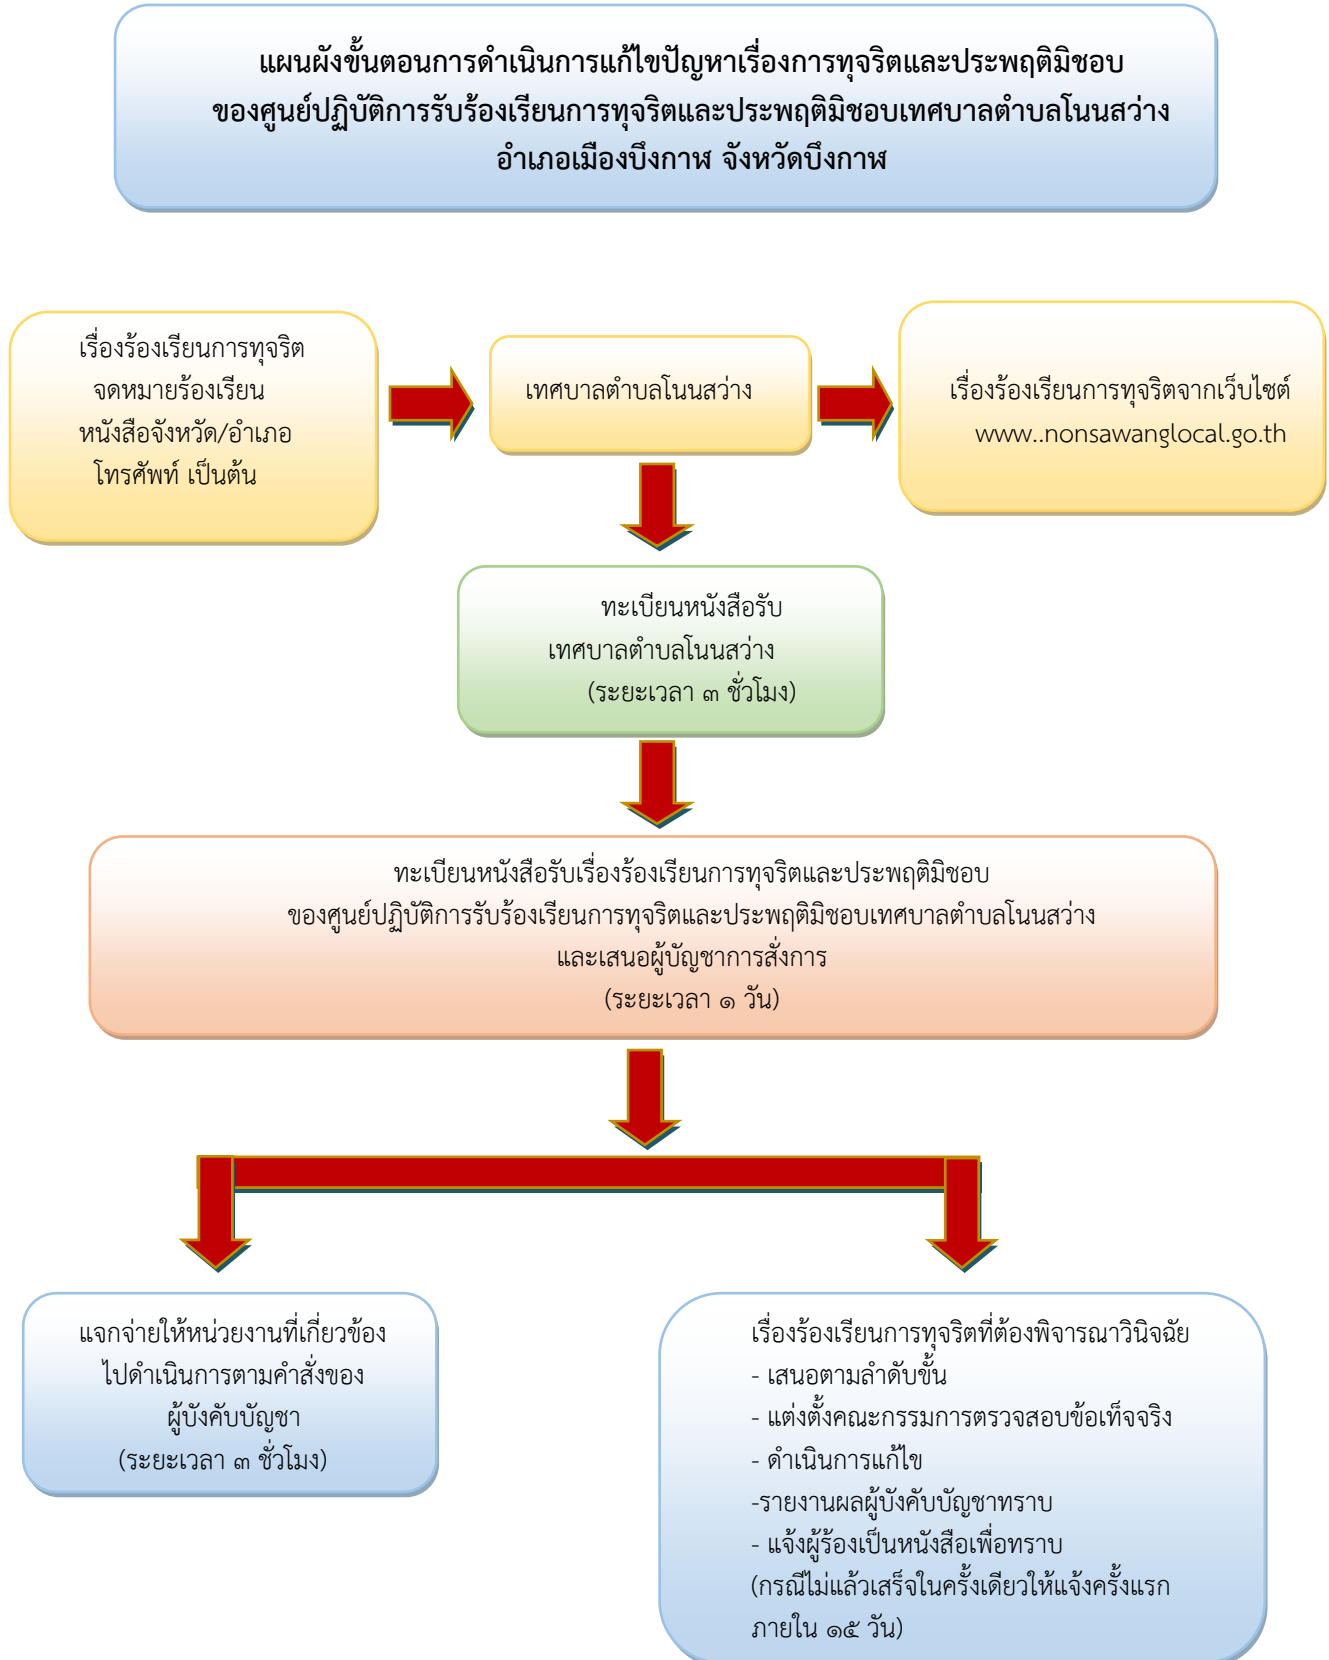 แผนผังขั้นตอนการดำเนินการแก้ไขปัญหาเรื่องการทุจริตและประพฤติมิชอบ
ของศูนย์ปฏิบัติการรับร้องเรียนการทุจริตและประพฤติมิชอบเทศบาลตำบลโนนสว่าง
อำเภอเมืองบึงกาฬ จังหวัดบึงกาฬ
เรื่องร้องเรียนการทุจริต
จดหมายร้องเรียน
หนังสือจังหวัด/อำเภอ
โทรศัพท์ เป็นต้น
เทศบาลตำบลโนนสว่าง
เรื่องร้องเรียนการทุจริตจากเว็บไซต์
www..nonsawanglocal.go.th
ทะเบียนหนังสือรับ
เทศบาลตำบลโนนสว่าง
(ระยะเวลา ๓ ชั่วโมง)
ทะเบียนหนังสือรับเรื่องร้องเรียนการทุจริตและประพฤติมิชอบ
ของศูนย์ปฏิบัติการรับร้องเรียนการทุจริตและประพฤติมิชอบเทศบาลตำบลโนนสว่าง
และเสนอผู้บัญชาการสั่งการ
(ระยะเวลา ๑ วัน)
แจกจ่ายให้หน่วยงานที่เกี่ยวข้อง
ไปดำเนินการตามคำสั่งของ
ผู้บังคับบัญชา
(ระยะเวลา ๓ ชั่วโมง)
เรื่องร้องเรียนการทุจริตที่ต้องพิจารณาวินิจฉัย
- เสนอตามลำดับขั้น
- แต่งตั้งคณะกรรมการตรวจสอบข้อเท็จจริง
- ดำเนินการแก้ไข
-รายงานผลผู้บังคับบัญชาทราบ
- แจ้งผู้ร้องเป็นหนังสือเพื่อทราบ
(กรณีไม่แล้วเสร็จในครั้งเดียวให้แจ้งครั้งแรก
ภายใน ๑๕ วัน)